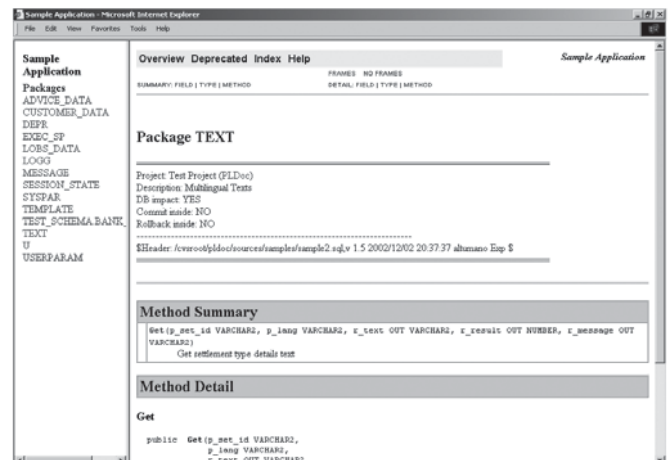 Sample Application - Microsoft Internet Explorer
File Edit View Favorites Tools Help
Sample
Application
Packages
ADVICE_DATA
CUSTOMER_DATA
DEPR
EXEC_SP
LOBS_DATA
LOGG
MESSAGE
SESSION_STATE
SYSPAR
TEMPLATE
TEST_SCHEMA.BANK_
TEXT
U
USERPARAM
Overview Deprecated Index Help
Sample Application
FRAMES NO FRAMES
SUMMARY: FIELD | TYPE | METHOD
DETAIL: FIELD | TYPE | METHOD
Package TEXT
Project: Test Project (PLDoc)
Description: Multilingual Texts
DB impact: YES
Commit inside: NO
Rollback inside: NO
--------------------------------------------------------------------------------
$Header: /cvsroot/pldoc/sources/samples/sample2.sql,v 1.5 2002/12/02 20:37:37 altumano Exp $
Method Summary
Get(p_set_id VARCHAR2, p_lang VARCHAR2, r_text OUT VARCHAR2, r_result OUT NUMBER, r_message OUT
VARCHAR2)
Get settlement type details text
Method Detail
Get
public Get(p_set_id VARCHAR2,
p_lang VARCHAR2,
r_text OUT VARCHAR2,